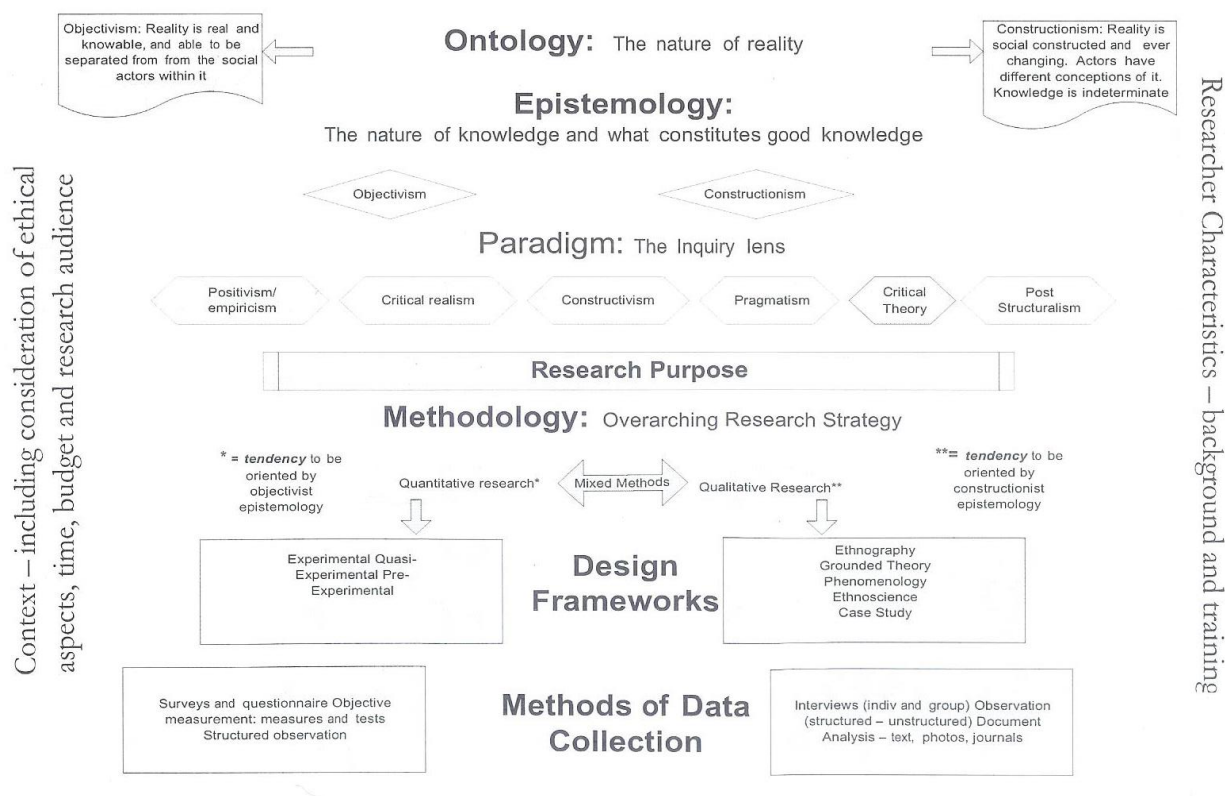 Objectivism: Reality is real and
knowable, and able to be
separated from from the social
actors within it
Ontology: The nature of reality
Constructionism: Reality is
social constructed and ever
changing. Actors have
different conceptions of it.
Knowledge is indeterminate
Epistemology:
The nature of knowledge and what constitutes good knowledge
Objectivism
Constructionism
Paradigm: The Inquiry lens
Positivism/
empiricism
Critical realism
Constructivism
Pragmatism
Critical
Theory
Post
Structuralism
Research Purpose
Methodology: Overarching Research Strategy
* = tendency to be
oriented by
objectivist
epistemology
Quantitative research*
Mixed Methods
Qualitative Research**
**= tendency to be
oriented by
constructionist
epistemology
Experimental Quasi-
Experimental Pre-
Experimental
Design
Frameworks
Ethnography
Grounded Theory
Phenomenology
Ethnoscience
Case Study
Surveys and questionnaire Objective
measurement: measures and tests
Structured observation
Methods of Data
Collection
Interviews (indiv and group) Observation
(structured – unstructured) Document
Analysis – text, photos, journals
Context – including consideration of ethical
aspects, time, budget and research audience
Researcher Characteristics – background and training